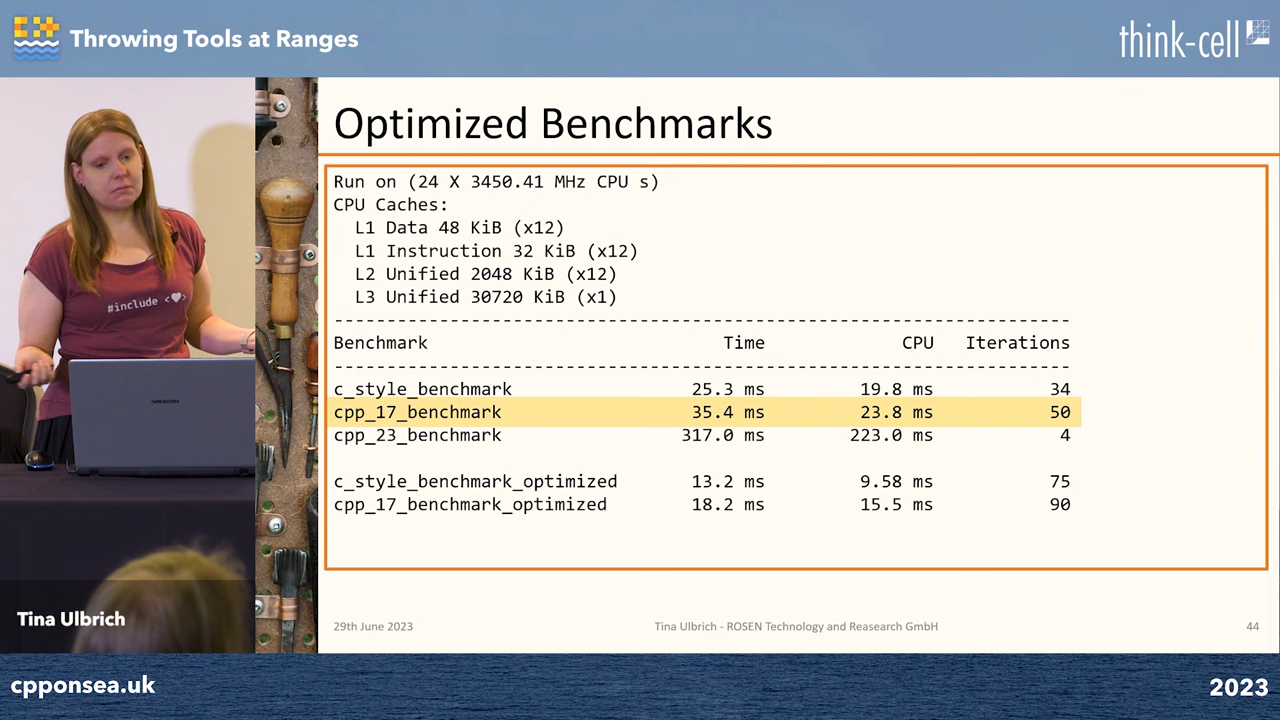 Throwing Tools at Ranges
think-cell
Optimized Benchmarks
Run on (24 X 3450.41 MHz CPU s)
CPU Caches:
L1 Data 48 KiB (x12)
L1 Instruction 32 KiB (x12)
L2 Unified 2048 KiB (x12)
L3 Unified 30720 KiB (x1)
----------------------------------------------------------------------
Benchmark Time CPU Iterations
----------------------------------------------------------------------
c_style_benchmark 25.3 ms 19.8 ms 34
cpp_17_benchmark 35.4 ms 23.8 ms 50
cpp_23_benchmark 317.0 ms 223.0 ms 4
c_style_benchmark_optimized 13.2 ms 9.58 ms 75
cpp_17_benchmark_optimized 18.2 ms 15.5 ms 90
#include <♥>
MEDION
Tina Ulbrich
29th June 2023 Tina Ulbrich - ROSEN Technology and Reasearch GmbH 44
cpponsea.uk
2023